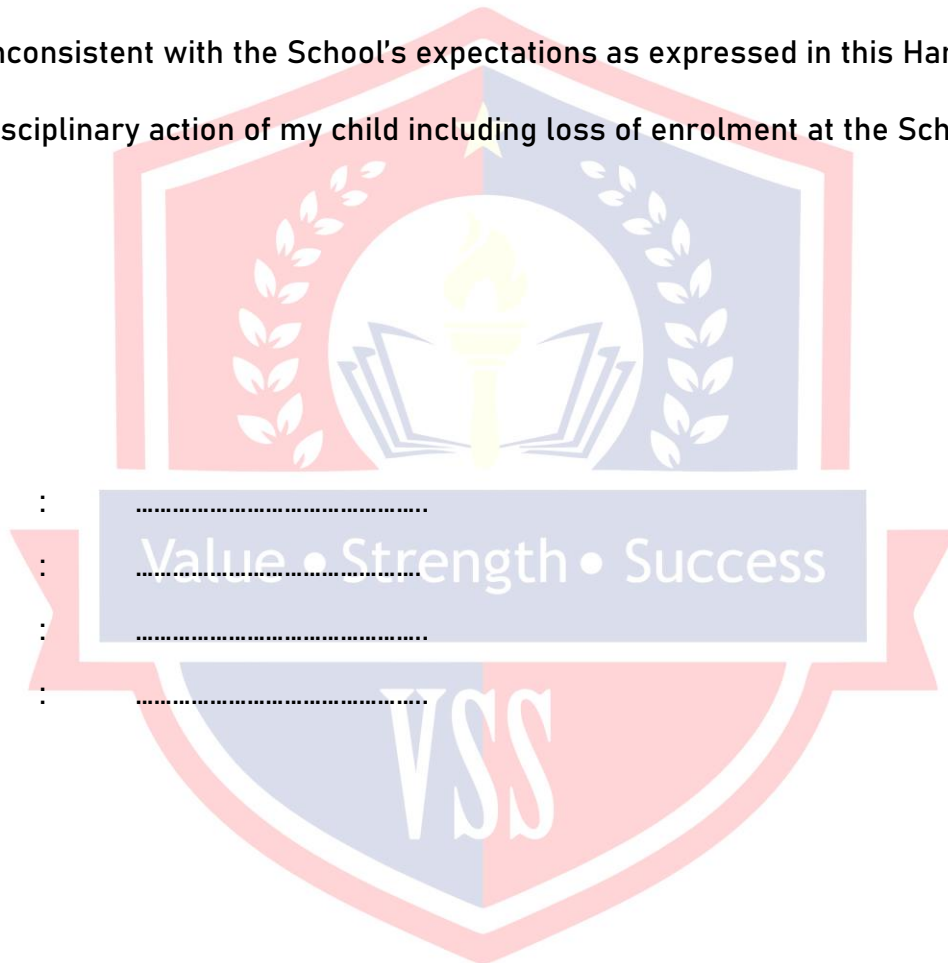 nconsistent with the School’s expectations as expressed in this Han
sciplinary action of my child including loss of enrolment at the Sch
: ……………………………………..
: …………………………………….
Value • Strength • Success
: ……………………………………..
: ……………………………………..
VSS